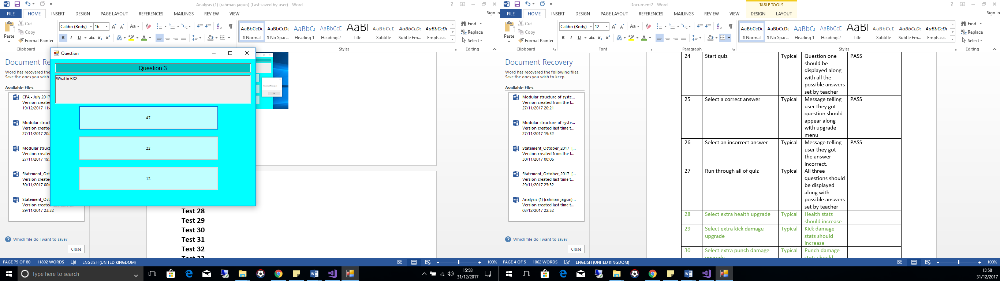 Analysis (1) (rahman jagun) (Last saved by user) - Word
FILE HOME INSERT DESIGN PAGE LAYOUT REFERENCES MAILINGS REVIEW VIEW Sign in
Paste
Cut
Copy
Format Painter
Clipboard
Calibri (Body) 16
AaBbCcDc AaBbCcDc AaBbCc AaBbCcD AaBl AaBbCcD AaBbCcDc AaBbCcDc
¶ Normal ¶ No Spac... Heading 1 Heading 2 Title Subtitle Subtle Em... Emphasis
Styles
Find
Replace
Select
Editing
Document Re
Word has recovered the
Save the ones you wish
Available Files
CFA - July 2017
Version created
19/12/2017 11:4
Modular struct
Version created
27/11/2017 20:2
Modular struct
Version created
27/11/2017 19:3
Statement_Oct
Version created
30/11/2017 00:0
Statement_Oct
Version created last time t...
29/11/2017 23:32
Which file do I want to save?
Close
Question
Question 3
What is 6X2
47
22
12
Incorrect Answer
OK
Test 28
Test 29
Test 30
Test 31
Test 32
Test 33
PAGE 79 OF 80 11892 WORDS ENGLISH (UNITED KINGDOM) 100%
Type here to search
15:58
31/12/2017
Document2 - Word
TABLE TOOLS
FILE HOME INSERT DESIGN PAGE LAYOUT REFERENCES MAILINGS REVIEW VIEW DESIGN LAYOUT Sign in
Paste
Cut
Copy
Format Painter
Clipboard
Calibri (Body) 12
Font
Paragraph
AaBbCcDc AaBbCcDc AaBbCc AaBbCcD AaBl AaBbCcD AaBbCcDc AaBbCcDc
¶ Normal ¶ No Spac... Heading 1 Heading 2 Title Subtitle Subtle Em... Emphasis
Styles
Find
Replace
Select
Editing
Document Recovery
Word has recovered the following files.
Save the ones you wish to keep.
Available Files
Modular structure of syste...
Version created from the l...
27/11/2017 20:21
Modular structure of syste...
Version created last time t...
27/11/2017 19:32
Statement_October_2017 [...
Version created from the l...
30/11/2017 00:06
Statement_October_2017 [...
Version created last time t...
29/11/2017 23:32
Analysis (1) (rahman jagun) ..
Version created last time t...
03/12/2017 22:52
Which file do I want to save?
Close
24 Start quiz Typical Question one PASS
should be
displayed along
with all the
possible answers
set by teacher
25 Select a correct answer Typical Message telling PASS
user they got
question should
appear along
with upgrade
menu
26 Select an incorrect answer Typical Message telling PASS
user they got
the answer
incorrect.
27 Run through all of quiz Typical All three
questions should
be displayed
along with
possible answers
set by teacher
28 Select extra health upgrade Typical Health stats
should increase
29 Select extra kick damage Typical Kick damage
upgrade stats should
increase
30 Select extra punch damage Typical Punch damage
upgrade stats should
PAGE 4 OF 5 1062 WORDS ENGLISH (UNITED KINGDOM) 100%
15:58
31/12/2017